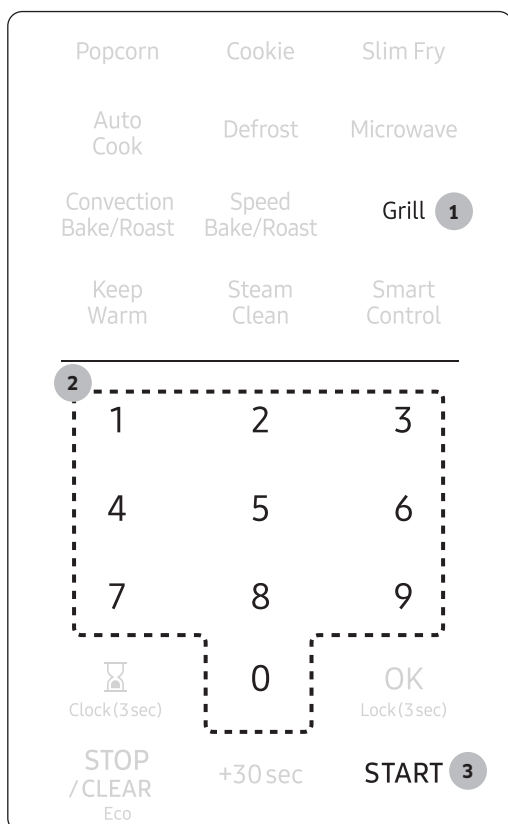 Popcorn Cookie Slim Fry
Auto
Cook
Defrost Microwave
Convection
Bake/Roast
Speed
Bake/Roast
Grill 1
Keep
Warm
Steam
Clean
Smart
Control
2
1 2 3
4 5 6
7 8 9
0
Clock(3sec)
OK
Lock(3sec)
STOP
/CLEAR
Eco
+30sec
START 3